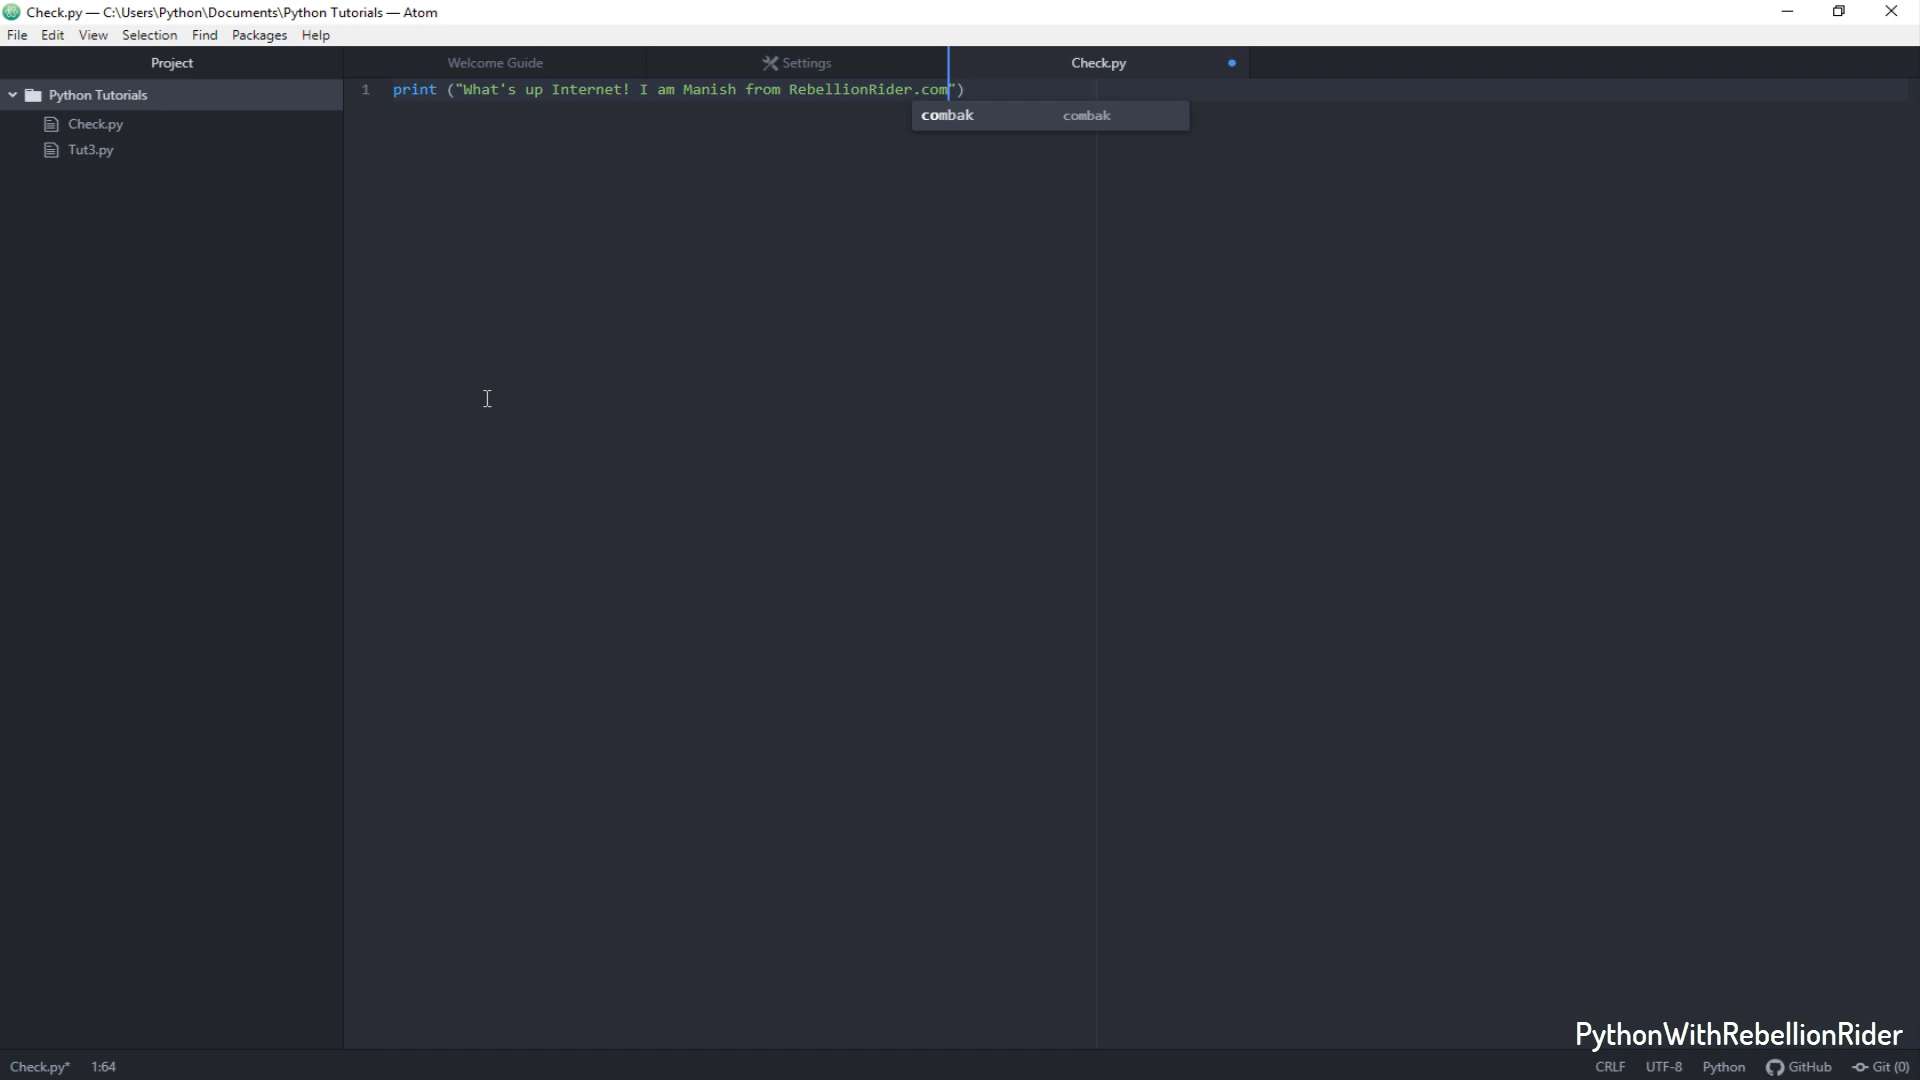 Check.py — C:\Users\Python\Documents\Python Tutorials — Atom
File Edit View Selection Find Packages Help
Project
Welcome Guide
Settings
Check.py
Python Tutorials
Check.py
Tut3.py
1 print ("What's up Internet! I am Manish from RebellionRider.com")
combak combak
PythonWithRebellionRider
Check.py* 1:64
CRLF UTF-8 Python GitHub Git (0)